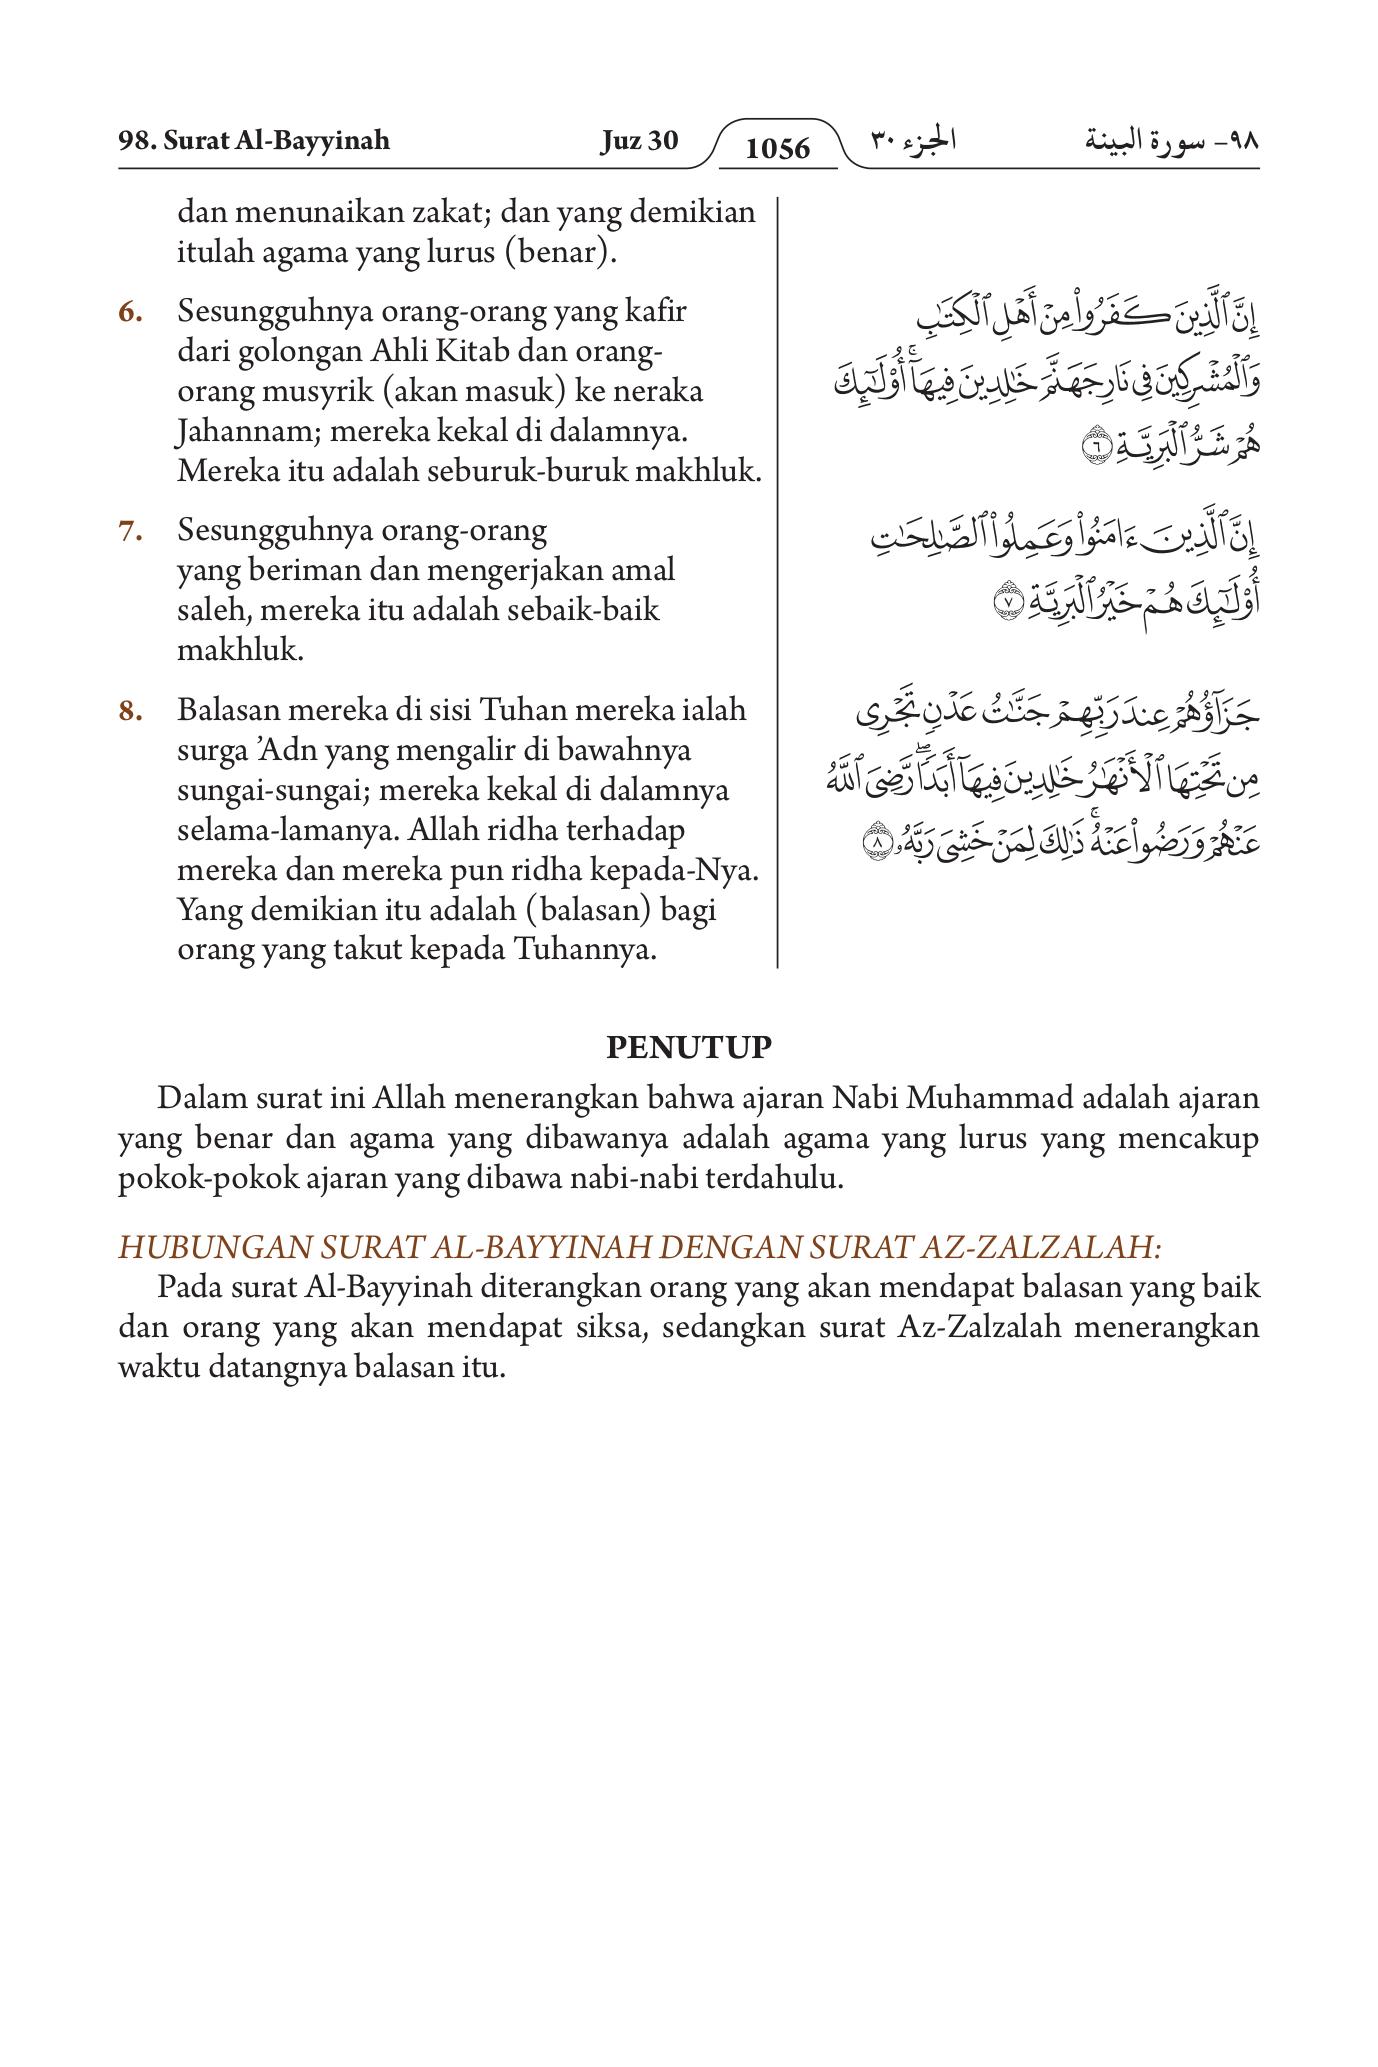 98. Surat Al-Bayyinah
Juz 30
1056
الجزء ٣٠
٩٨- سورة البينة
dan menunaikan zakat; dan yang demikian
itulah agama yang lurus (benar).
6. Sesungguhnya orang-orang yang kafir
dari golongan Ahli Kitab dan orang-
orang musyrik (akan masuk) ke neraka
Jahannam; mereka kekal di dalamnya.
Mereka itu adalah seburuk-buruk makhluk.
إِنَّ ٱلَّذِينَ كَفَرُوا۟ مِنْ أَهْلِ ٱلْكِتَٰبِ
وَٱلْمُشْرِكِينَ فِى نَارِ جَهَنَّمَ خَٰلِدِينَ فِيهَآ ۚ أُو۟لَٰٓئِكَ
هُمْ شَرُّ ٱلْبَرِيَّةِ ٦
7. Sesungguhnya orang-orang
yang beriman dan mengerjakan amal
saleh, mereka itu adalah sebaik-baik
makhluk.
إِنَّ ٱلَّذِينَ ءَامَنُوا۟ وَعَمِلُوا۟ ٱلصَّٰلِحَٰتِ
أُو۟لَٰٓئِكَ هُمْ خَيْرُ ٱلْبَرِيَّةِ ٧
8. Balasan mereka di sisi Tuhan mereka ialah
surga ’Adn yang mengalir di bawahnya
sungai-sungai; mereka kekal di dalamnya
selama-lamanya. Allah ridha terhadap
mereka dan mereka pun ridha kepada-Nya.
Yang demikian itu adalah (balasan) bagi
orang yang takut kepada Tuhannya.
جَزَآؤُهُمْ عِندَ رَبِّهِمْ جَنَّٰتُ عَدْنٍ تَجْرِى
مِن تَحْتِهَا ٱلْأَنْهَٰرُ خَٰلِدِينَ فِيهَآ أَبَدًا ۖ رَّضِىَ ٱللَّهُ
عَنْهُمْ وَرَضُوا۟ عَنْهُ ۚ ذَٰلِكَ لِمَنْ خَشِىَ رَبَّهُۥ ٨
PENUTUP
Dalam surat ini Allah menerangkan bahwa ajaran Nabi Muhammad adalah ajaran
yang benar dan agama yang dibawanya adalah agama yang lurus yang mencakup
pokok-pokok ajaran yang dibawa nabi-nabi terdahulu.
HUBUNGAN SURAT AL-BAYYINAH DENGAN SURAT AZ-ZALZALAH:
Pada surat Al-Bayyinah diterangkan orang yang akan mendapat balasan yang baik
dan orang yang akan mendapat siksa, sedangkan surat Az-Zalzalah menerangkan
waktu datangnya balasan itu.